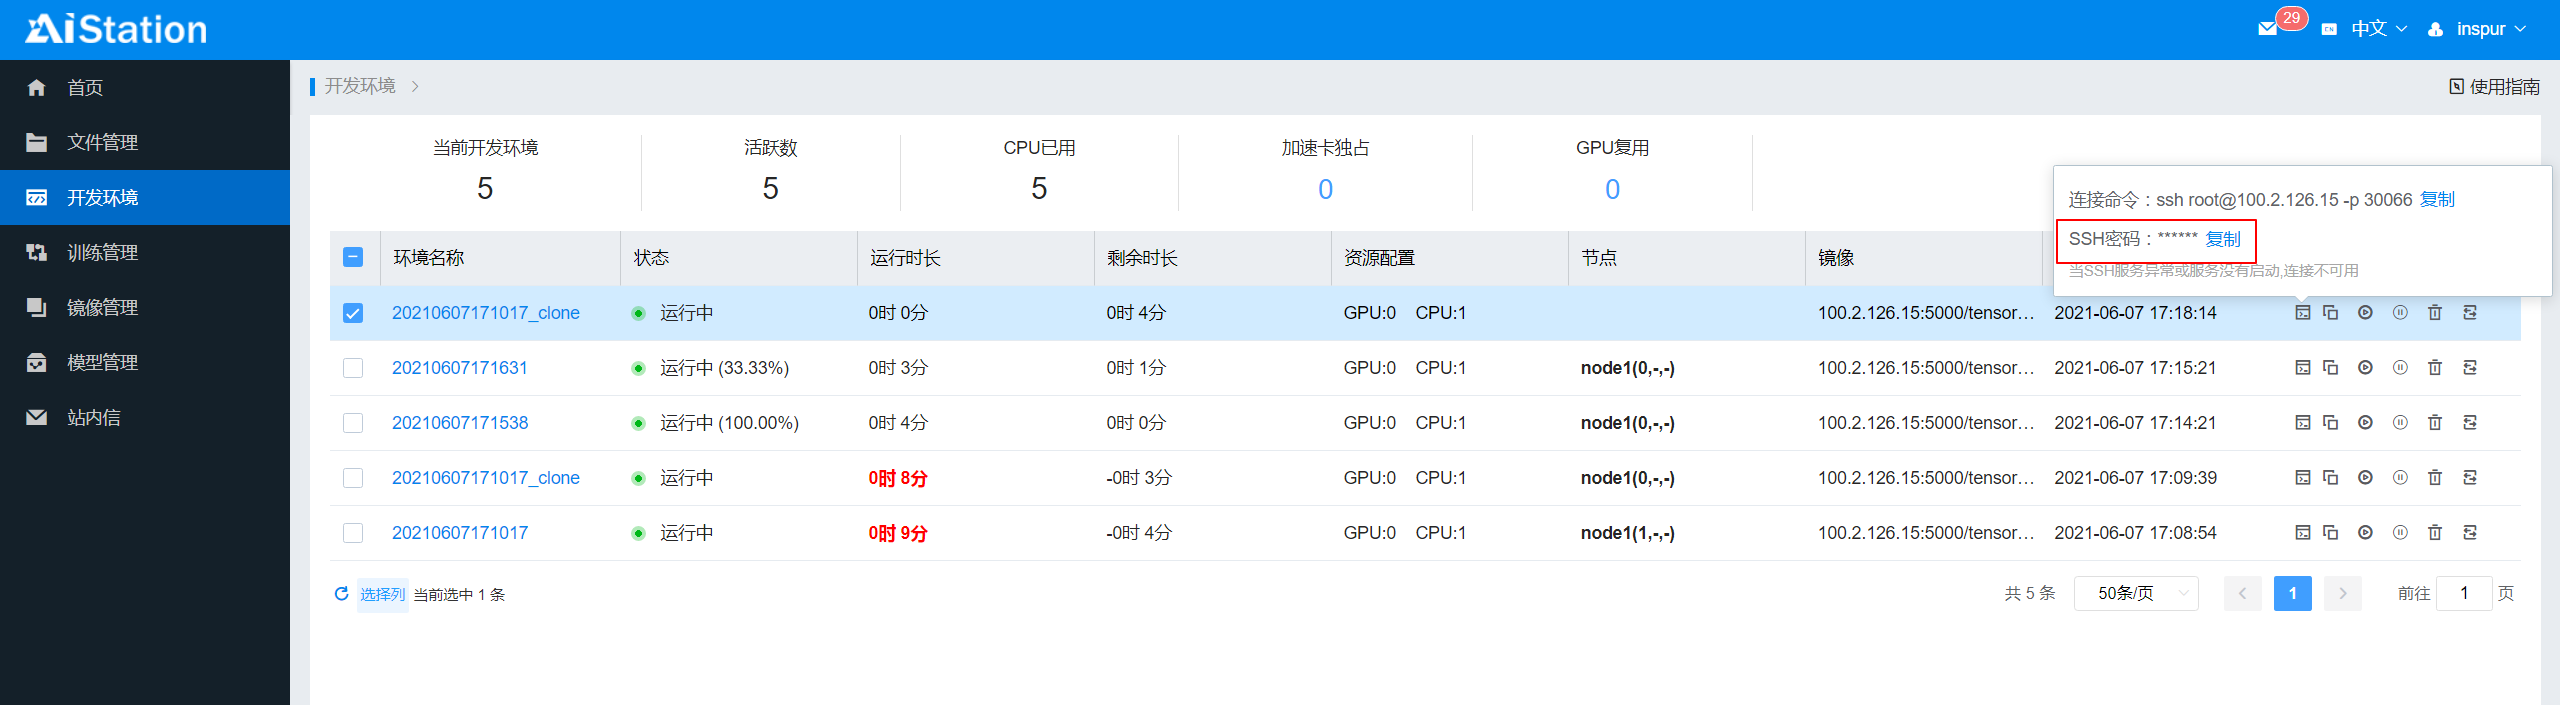 AiStation
29
CN 中文
inspur
首页
文件管理
开发环境
训练管理
镜像管理
模型管理
站内信
开发环境 >
使用指南
当前开发环境 活跃数 CPU已用 加速卡独占 GPU复用
5 5 5 0 0
连接命令：ssh root@100.2.126.15 -p 30066 复制
SSH密码：****** 复制
当SSH服务异常或服务没有启动,连接不可用
环境名称 状态 运行时长 剩余时长 资源配置 节点 镜像
20210607171017_clone 运行中 0时 0分 0时 4分 GPU:0 CPU:1 100.2.126.15:5000/tensor... 2021-06-07 17:18:14
20210607171631 运行中 (33.33%) 0时 3分 0时 1分 GPU:0 CPU:1 node1(0,-,-) 100.2.126.15:5000/tensor... 2021-06-07 17:15:21
20210607171538 运行中 (100.00%) 0时 4分 0时 0分 GPU:0 CPU:1 node1(0,-,-) 100.2.126.15:5000/tensor... 2021-06-07 17:14:21
20210607171017_clone 运行中 0时 8分 -0时 3分 GPU:0 CPU:1 node1(0,-,-) 100.2.126.15:5000/tensor... 2021-06-07 17:09:39
20210607171017 运行中 0时 9分 -0时 4分 GPU:0 CPU:1 node1(1,-,-) 100.2.126.15:5000/tensor... 2021-06-07 17:08:54
选择列 当前选中 1 条
共 5 条 50条/页 < 1 > 前往 1 页